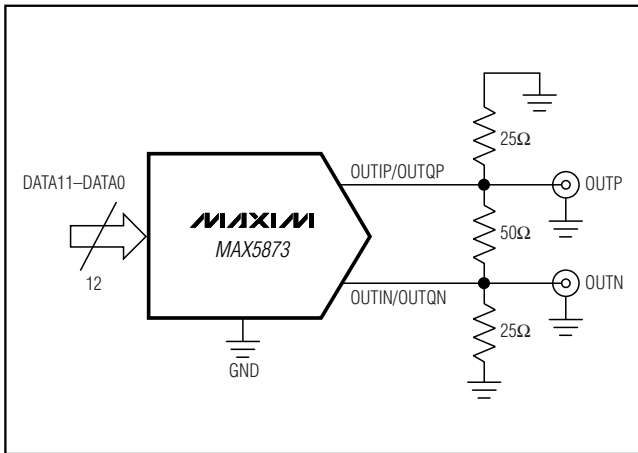 25Ω
OUTIP/OUTQP
OUTP
DATA11–DATA0
MAXIM
MAX5873
50Ω
12
OUTIN/OUTQN
OUTN
25Ω
GND